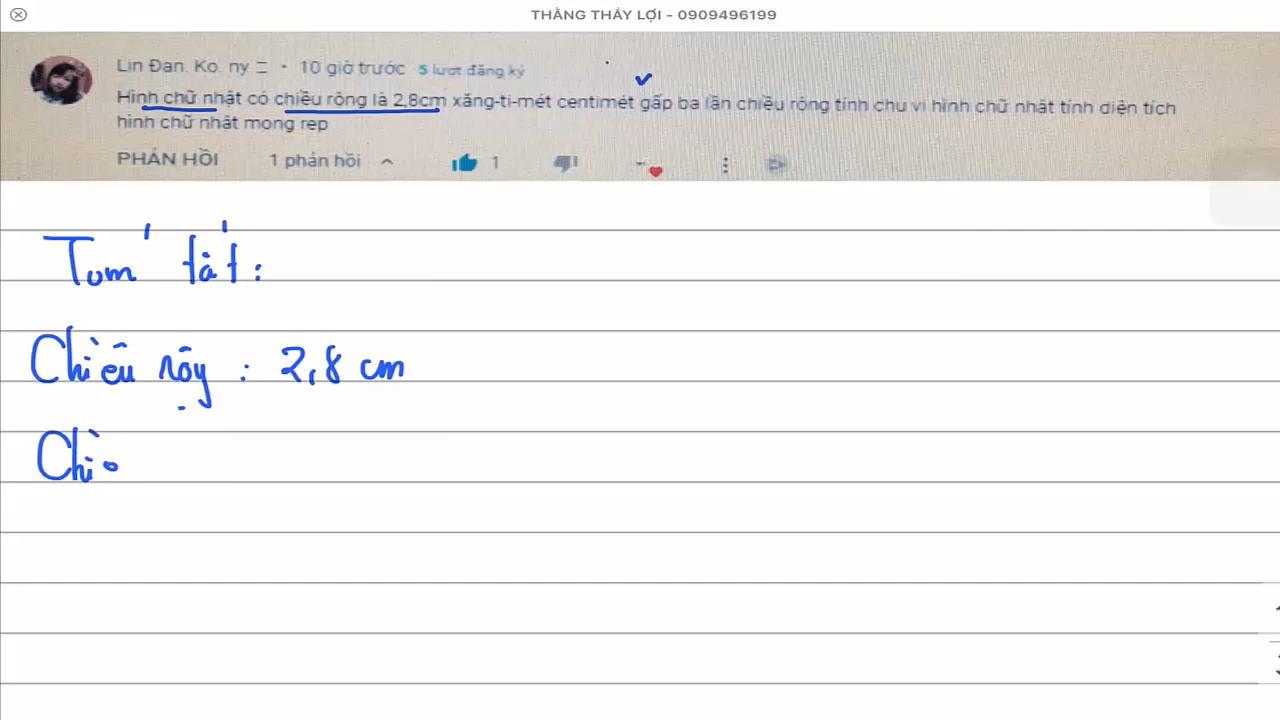 THẰNG THẦY LỢI - 0909496199
Lin Đan. Ko. ny = • 10 giờ trước 5 lượt đăng ký
Hình chữ nhật có chiều rộng là 2,8cm xăng-ti-mét centimét gấp ba lần chiều rộng tính chu vi hình chữ nhật tính diện tích
hình chữ nhật mong rep
PHẢN HỒI 1 phản hồi 1
Tóm tắt:
Chiều rộng : 2,8 cm
Chi